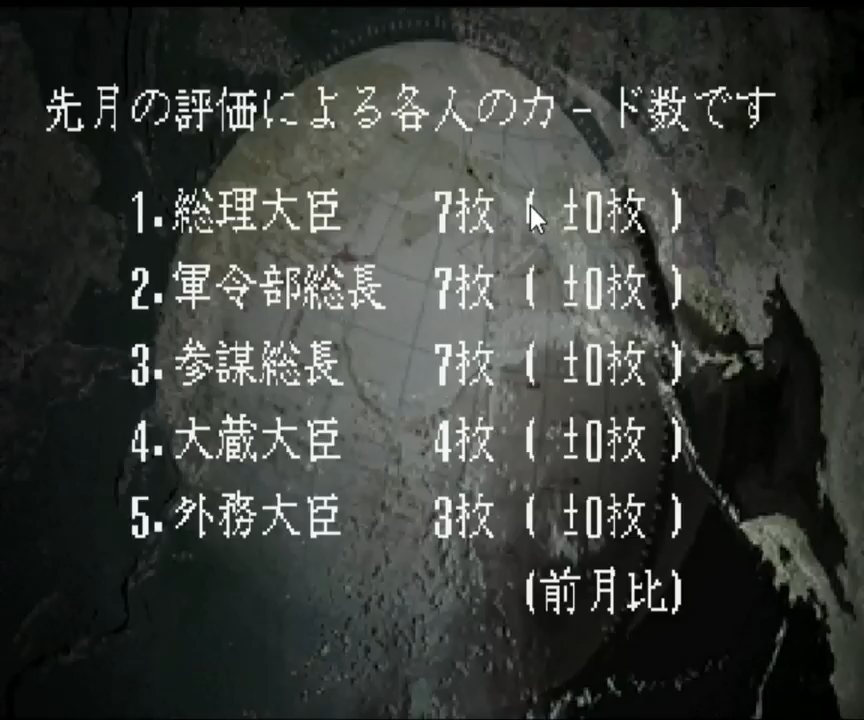 先月の評価による各人のカード数です
1.総理大臣 7枚 ( ±0枚 )
2.軍令部総長 7枚 ( ±0枚 )
3.参謀総長 7枚 ( ±0枚 )
4.大蔵大臣 4枚 ( ±0枚 )
5.外務大臣 3枚 ( ±0枚 )
(前月比)